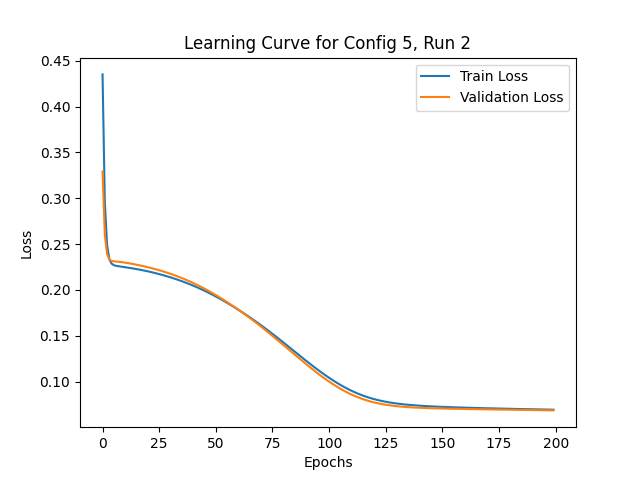 Learning Curve for Config 5, Run 2
Train Loss
Validation Loss
0.45
0.40
0.35
0.30
0.25
0.20
0.15
0.10
Loss
0 25 50 75 100 125 150 175 200
Epochs